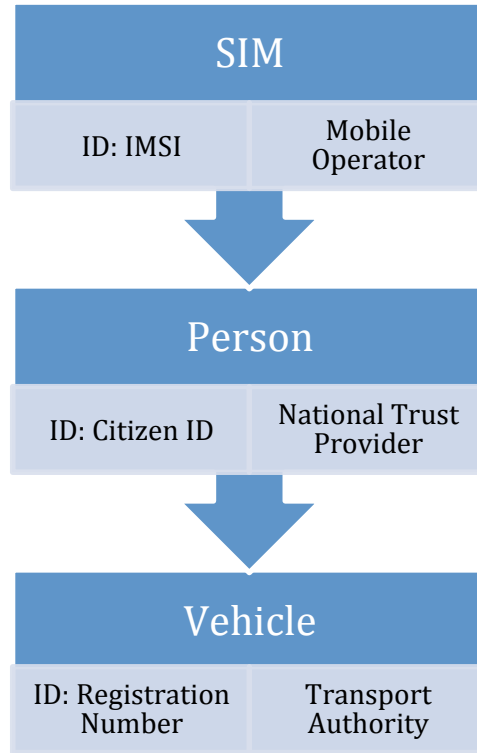 SIM
ID: IMSI
Mobile
Operator
Person
ID: Citizen ID
National Trust
Provider
Vehicle
ID: Registration
Number
Transport
Authority